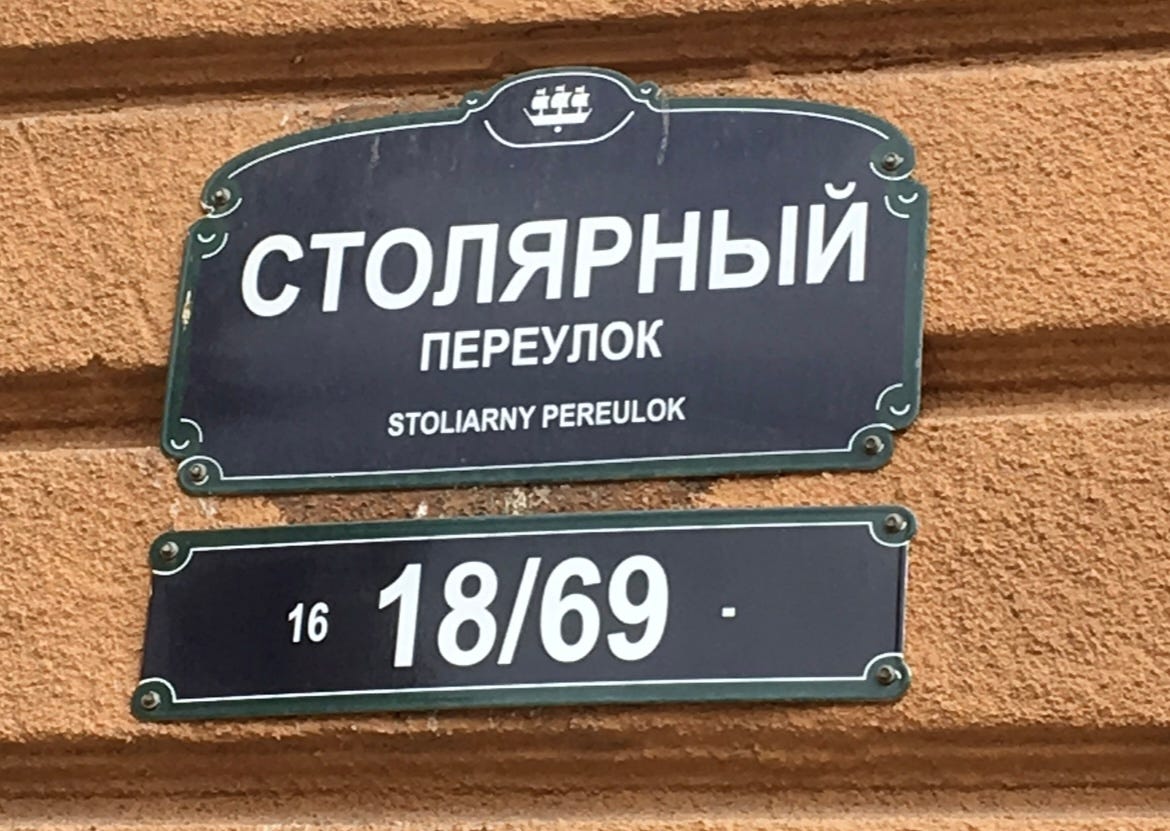 СТОЛЯРНЫЙ
ПЕРЕУЛОК
STOLIARNY PEREULOK
16 18/69 -